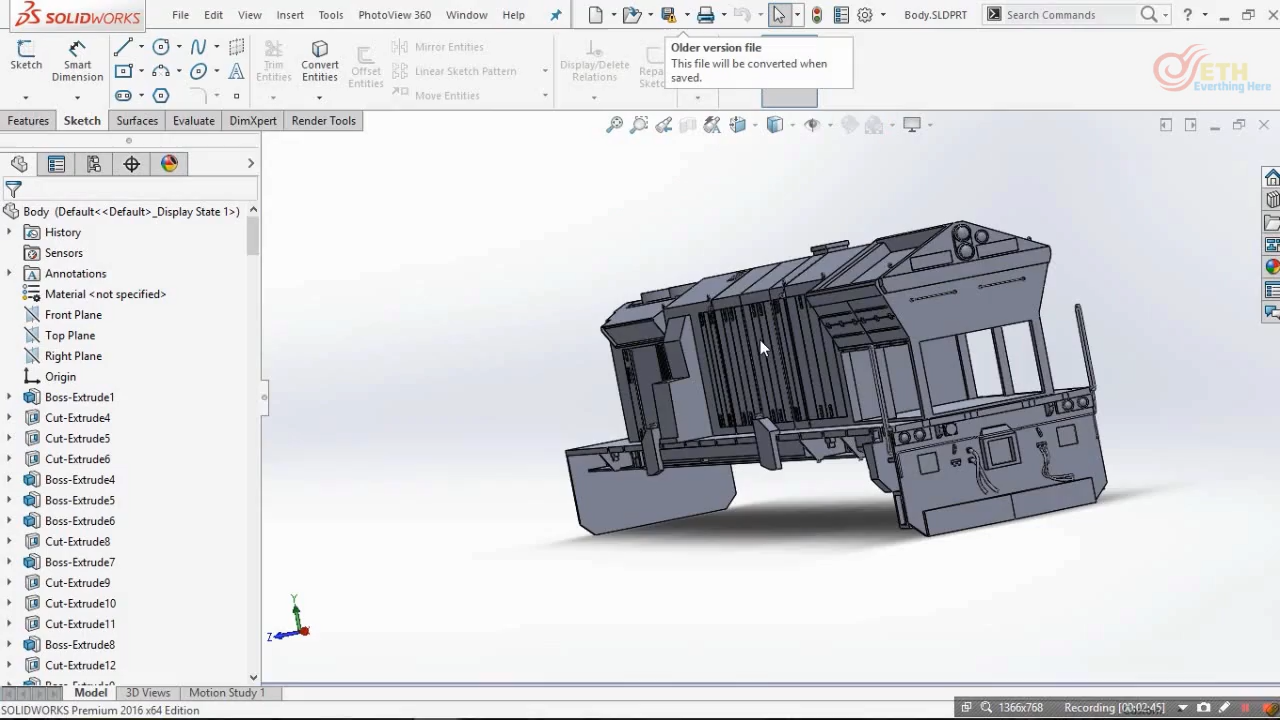 SOLIDWORKS
File Edit View Insert Tools PhotoView 360 Window Help
Body.SLDPRT
Search Commands
?
Older version file
This file will be converted when
saved.
ETH
Everthing Here
Sketch
Smart
Dimension
Trim
Entities
Convert
Entities
Offset
Entities
Mirror Entities
Linear Sketch Pattern
Move Entities
Display/Delete
Relations
Repa
Sketc
Features Sketch Surfaces Evaluate DimXpert Render Tools
Body (Default<<Default>_Display State 1>)
History
Sensors
Annotations
Material <not specified>
Front Plane
Top Plane
Right Plane
Origin
Boss-Extrude1
Cut-Extrude4
Cut-Extrude5
Cut-Extrude6
Boss-Extrude4
Boss-Extrude5
Boss-Extrude6
Cut-Extrude8
Boss-Extrude7
Cut-Extrude9
Cut-Extrude10
Cut-Extrude11
Boss-Extrude8
Cut-Extrude12
Y
Z
Model 3D Views Motion Study 1
SOLIDWORKS Premium 2016 x64 Edition
1366x768 Recording [00:02:45]